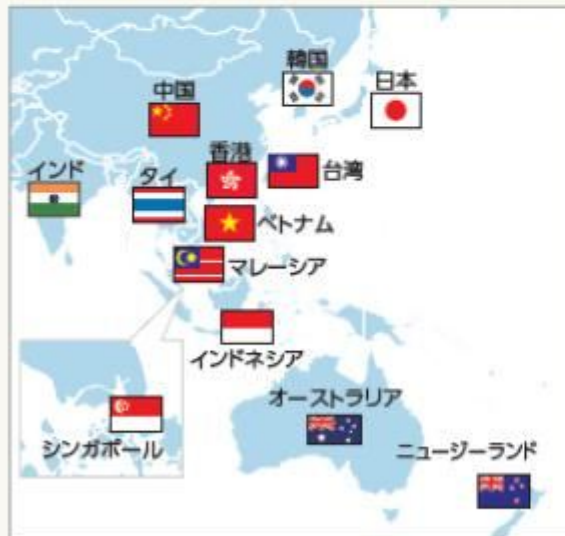 韓国
日本
中国
香港
台湾
インド
タイ
ベトナム
マレーシア
インドネシア
シンガポール
オーストラリア
ニュージーランド